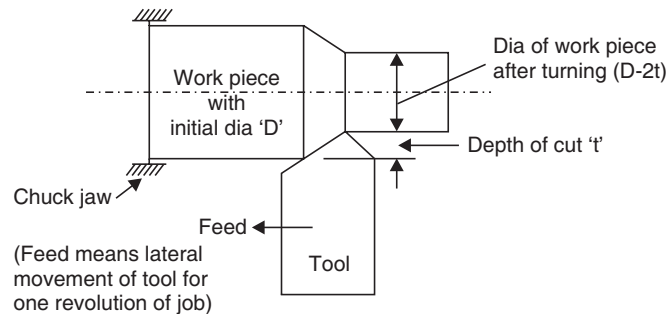 Work piece
with
initial dia ‘D’
Dia of work piece
after turning (D-2t)
Depth of cut ‘t’
Chuck jaw
Feed
(Feed means lateral
movement of tool for
one revolution of job)
Tool